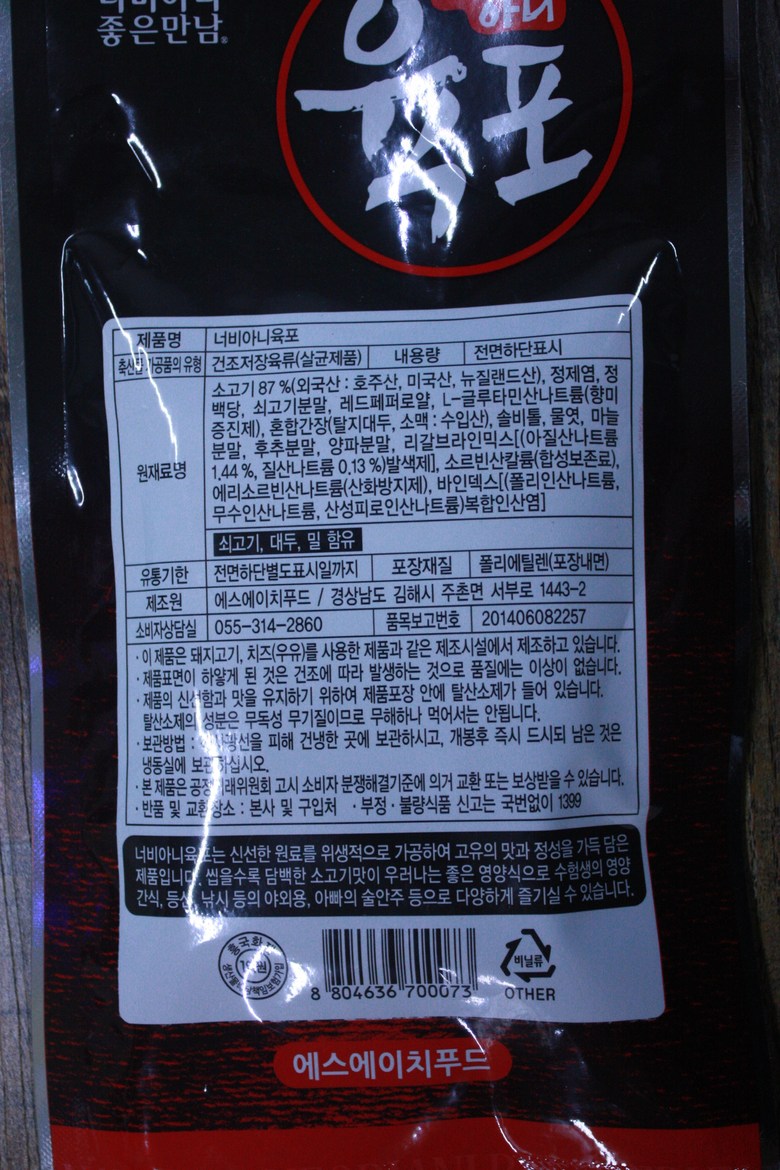 좋은만남®
육포
제품명 너비아니육포
축산물가공품의 유형 건조저장육류(살균제품) 내용량 전면하단표시
원재료명
소고기 87 %(외국산 : 호주산, 미국산, 뉴질랜드산), 정제염, 정
백당, 쇠고기분말, 레드페퍼로얄, L-글루타민산나트륨(향미
증진제), 혼합간장(탈지대두, 소맥 : 수입산), 솔비톨, 물엿, 마늘
분말, 후추분말, 양파분말, 리갈브라인믹스[(아질산나트륨
1.44 %, 질산나트륨 0.13 %)발색제], 소르빈산칼륨(합성보존료),
에리소르빈산나트륨(산화방지제), 바인덱스[(폴리인산나트륨,
무수인산나트륨, 산성피로인산나트륨)복합인산염]
쇠고기, 대두, 밀 함유
유통기한 전면하단별도표시일까지 포장재질 폴리에틸렌(포장내면)
제조원 에스에이치푸드 / 경상남도 김해시 주촌면 서부로 1443-2
소비자상담실 055-314-2860 품목보고번호 201406082257
· 이 제품은 돼지고기, 치즈(우유)를 사용한 제품과 같은 제조시설에서 제조하고 있습니다.
· 제품표면이 하얗게 된 것은 건조에 따라 발생하는 것으로 품질에는 이상이 없습니다.
· 제품의 신선함과 맛을 유지하기 위하여 제품포장 안에 탈산소제가 들어 있습니다.
탈산소제의 성분은 무독성 무기질이므로 무해하나 먹어서는 안됩니다.
· 보관방법 : 피해 건냉한 곳에 보관하시고, 개봉후 즉시 드시되 남은 것은
냉동실에 보관하십시오.
· 본 제품은 공정거래위원회 고시 소비자 분쟁해결기준에 의거 교환 또는 보상받을 수 있습니다.
· 반품 및 교환장소 : 본사 및 구입처 · 부정·불량식품 신고는 국번없이 1399
너비아니육포는 신선한 원료를 위생적으로 가공하여 고유의 맛과 정성을 가득 담은
제품입니다. 씹을수록 담백한 소고기맛이 우러나는 좋은 영양식으로 수험생의 영양
간식, 등산, 낚시 등의 야외용, 아빠의 술안주 등으로 다양하게 즐기실 수 있습니다.
8 804636 700073
비닐류
OTHER
에스에이치푸드